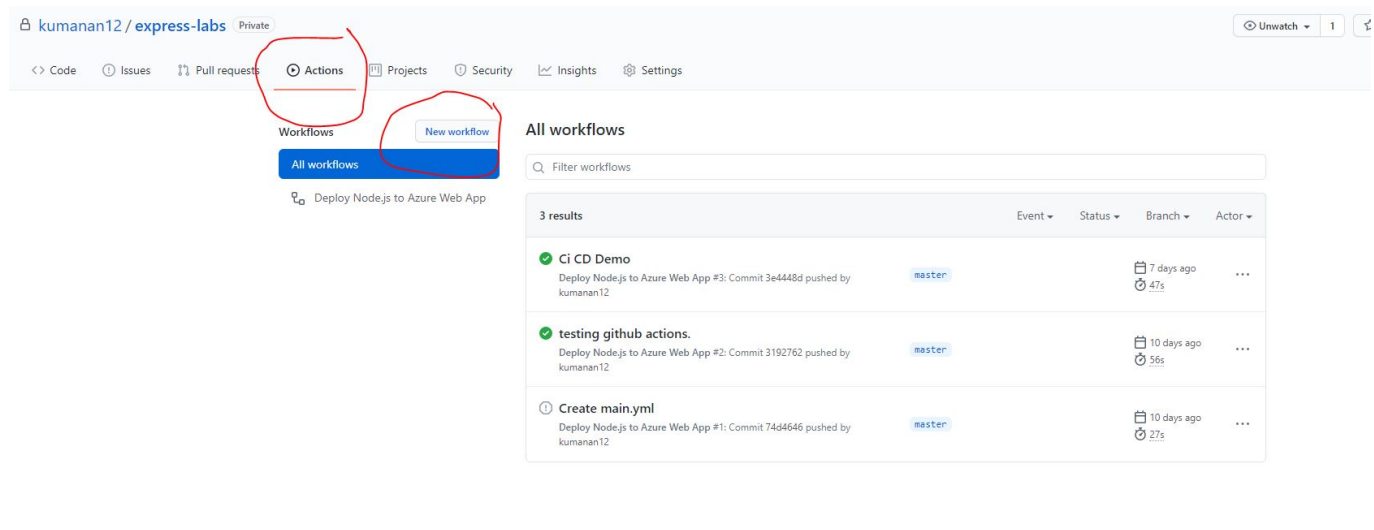 kumanan12 / express-labs Private
Unwatch 1
<> Code Issues Pull requests Actions Projects Security Insights Settings
Workflows New workflow
All workflows
Deploy Node.js to Azure Web App
All workflows
Filter workflows
3 results Event Status Branch Actor
Ci CD Demo
Deploy Node.js to Azure Web App #3: Commit 3e4448d pushed by
kumanan12
master
7 days ago
47s
testing github actions.
Deploy Node.js to Azure Web App #2: Commit 3192762 pushed by
kumanan12
master
10 days ago
56s
Create main.yml
Deploy Node.js to Azure Web App #1: Commit 74d4646 pushed by
kumanan12
master
10 days ago
27s